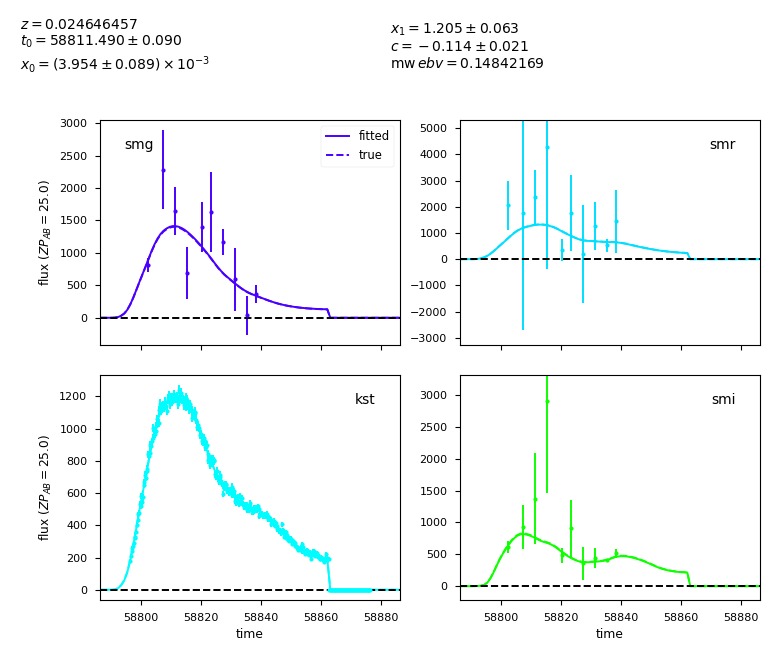 z = 0.024646457
t₀ = 58811.490 ± 0.090
x₀ = (3.954 ± 0.089) × 10⁻³
x₁ = 1.205 ± 0.063
c = −0.114 ± 0.021
mwebv = 0.14842169
smg
fitted
true
3000
2500
2000
1500
1000
500
0
flux (ZP_AB = 25.0)
smr
5000
4000
3000
2000
1000
0
−1000
−2000
−3000
kst
1200
1000
800
600
400
200
0
flux (ZP_AB = 25.0)
58800 58820 58840 58860 58880
time
smi
3000
2500
2000
1500
1000
500
0
58800 58820 58840 58860 58880
time